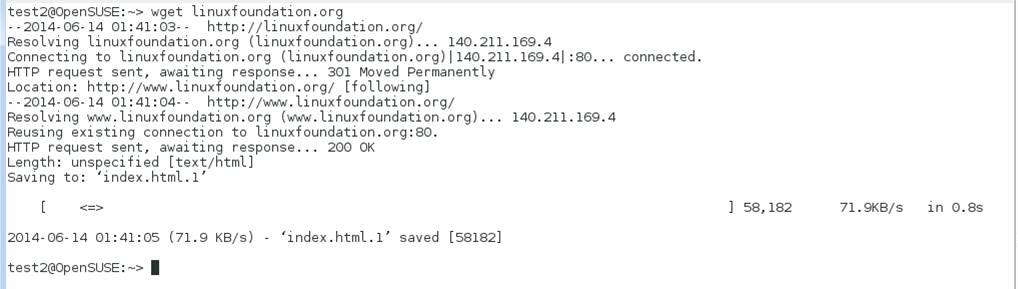 test2@OpenSUSE:~> wget linuxfoundation.org
--2014-06-14 01:41:03--  http://linuxfoundation.org/
Resolving linuxfoundation.org (linuxfoundation.org)... 140.211.169.4
Connecting to linuxfoundation.org (linuxfoundation.org)|140.211.169.4|:80... connected.
HTTP request sent, awaiting response... 301 Moved Permanently
Location: http://www.linuxfoundation.org/ [following]
--2014-06-14 01:41:04--  http://www.linuxfoundation.org/
Resolving www.linuxfoundation.org (www.linuxfoundation.org)... 140.211.169.4
Reusing existing connection to linuxfoundation.org:80.
HTTP request sent, awaiting response... 200 OK
Length: unspecified [text/html]
Saving to: ‘index.html.1’
[    <=>                                                                              ] 58,182      71.9KB/s   in 0.8s
2014-06-14 01:41:05 (71.9 KB/s) - ‘index.html.1’ saved [58182]
test2@OpenSUSE:~>